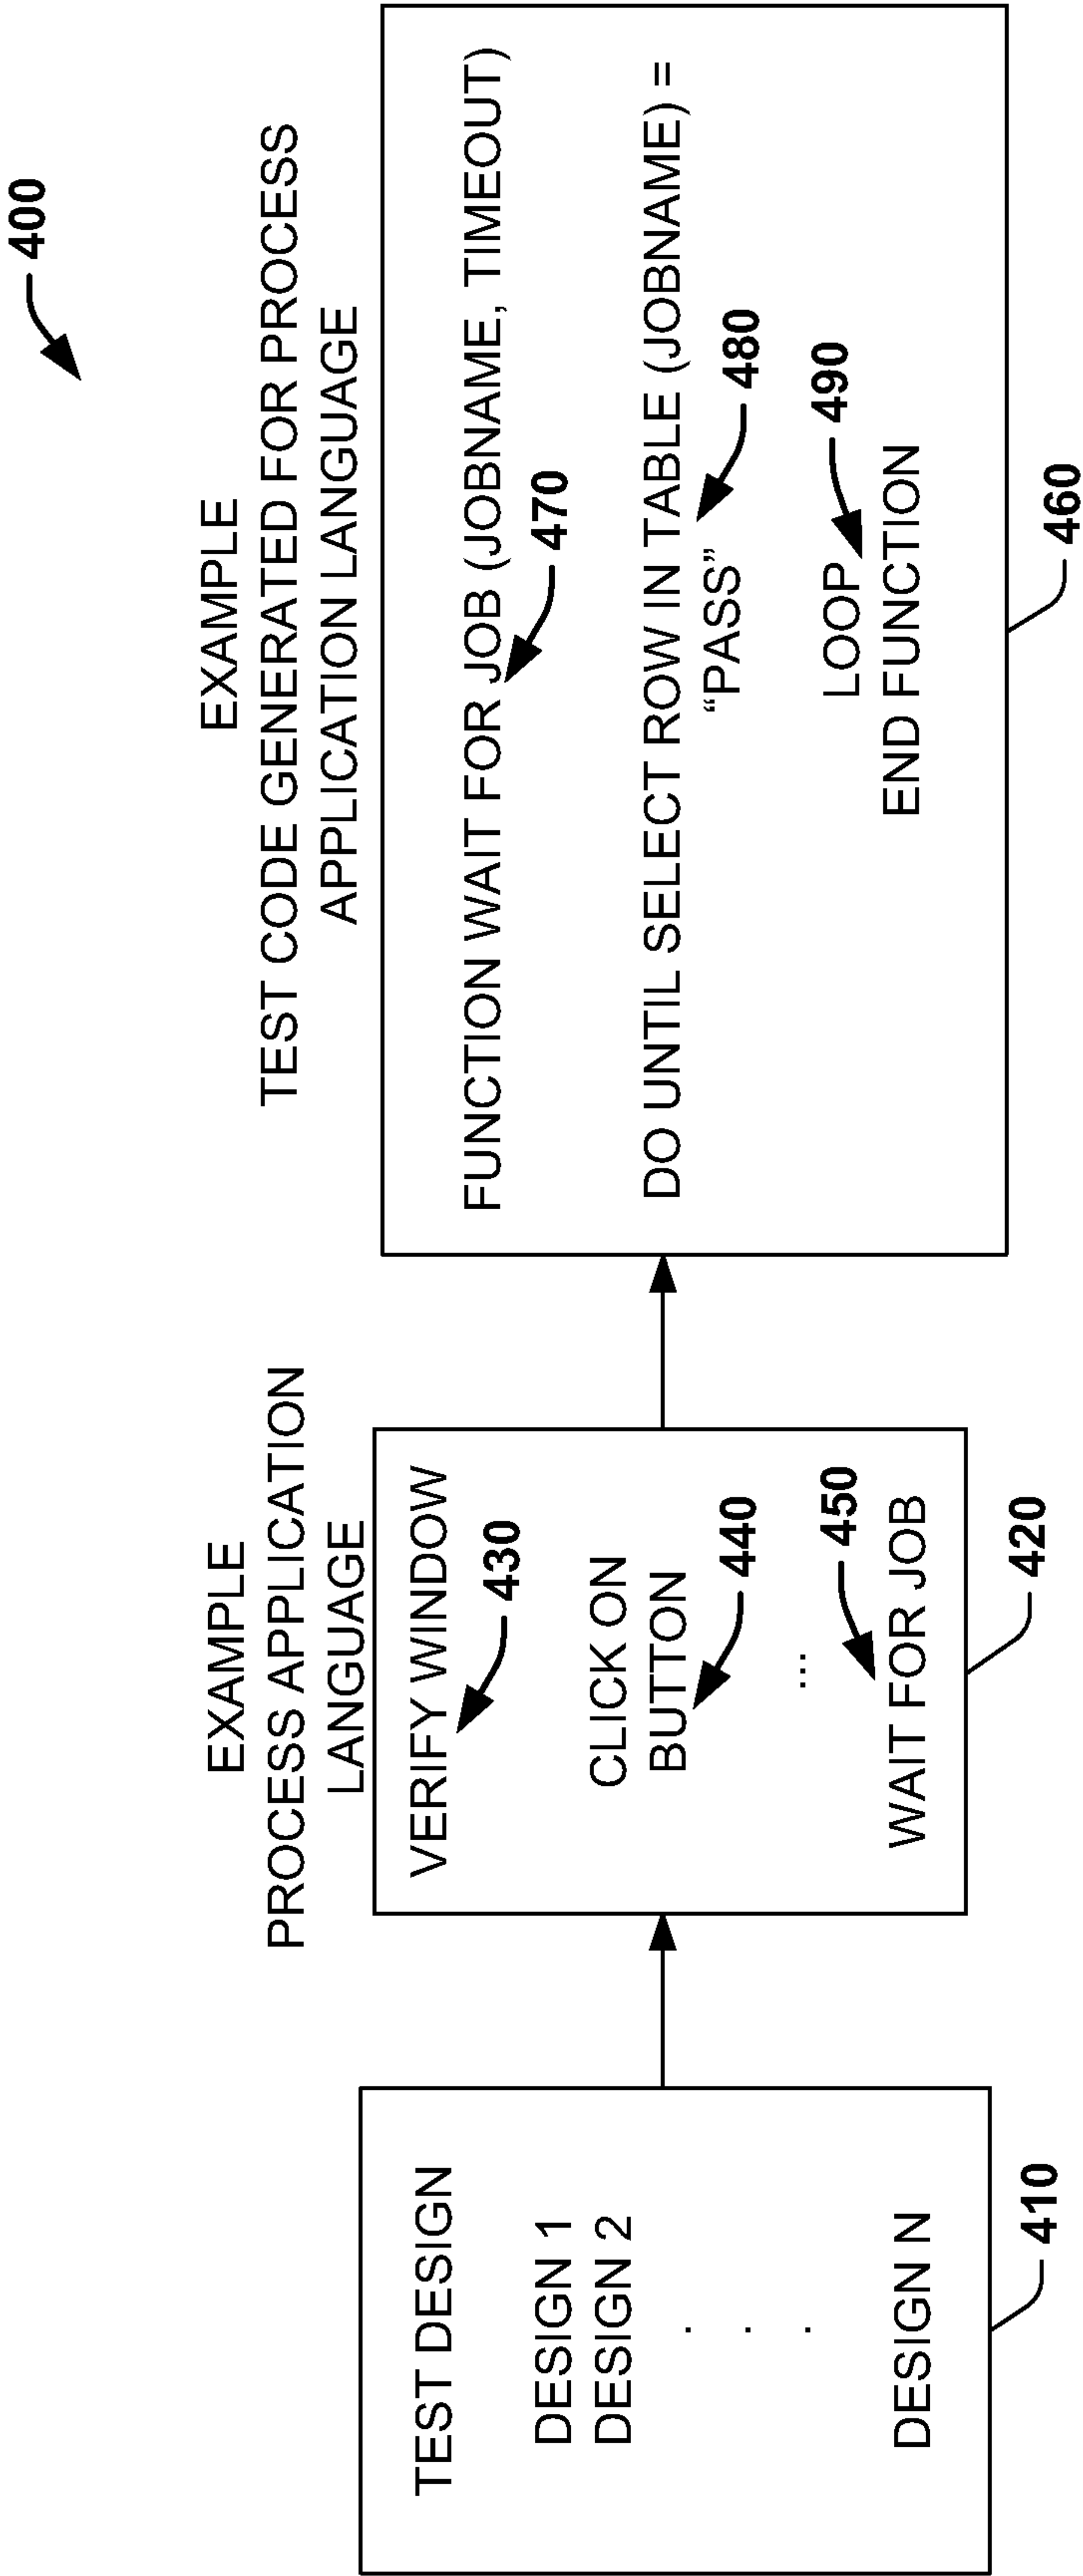 400
TEST DESIGN
DESIGN 1
DESIGN 2
.
.
.
DESIGN N
410
EXAMPLE
PROCESS APPLICATION
LANGUAGE
VERIFY WINDOW
430
CLICK ON
BUTTON
440
...
450
WAIT FOR JOB
420
EXAMPLE
TEST CODE GENERATED FOR PROCESS
APPLICATION LANGUAGE
FUNCTION WAIT FOR JOB (JOBNAME, TIMEOUT)
470
DO UNTIL SELECT ROW IN TABLE (JOBNAME) =
“PASS”
480
LOOP
490
END FUNCTION
460